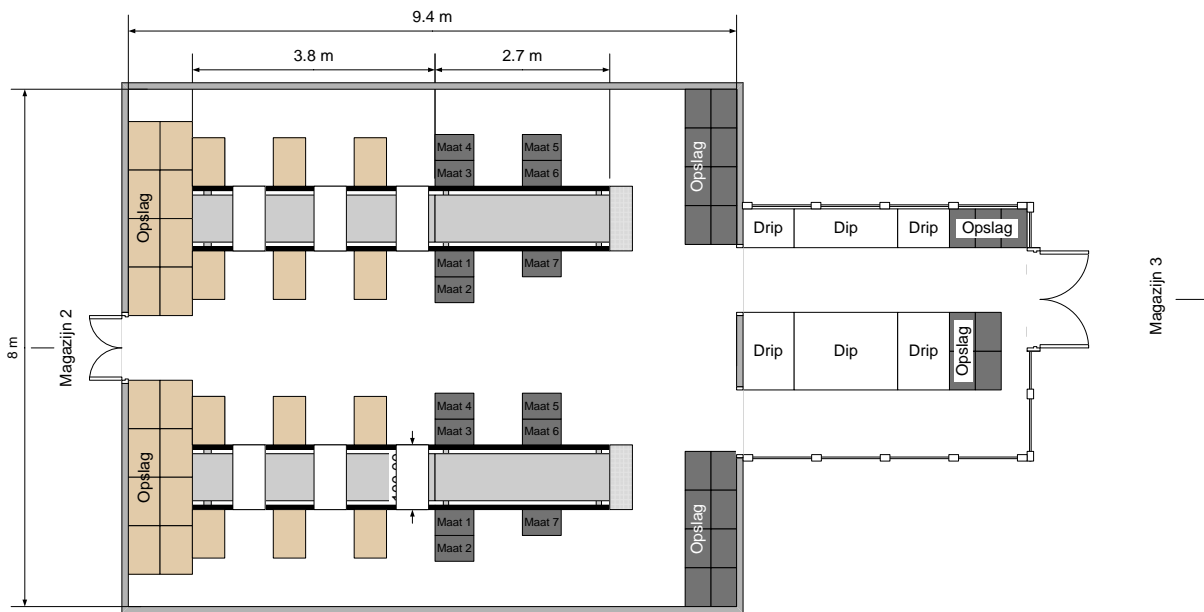 9.4 m
3.8 m
2.7 m
8 m
Magazijn 2
Magazijn 3
Opslag
Maat 4
Maat 5
Maat 3
Maat 6
Maat 1
Maat 7
Maat 2
Opslag
Drip
Dip
Drip
Opslag
Drip
Dip
Drip
Opslag
Opslag
Maat 4
Maat 5
Maat 3
Maat 6
Maat 1
Maat 7
Maat 2
Opslag